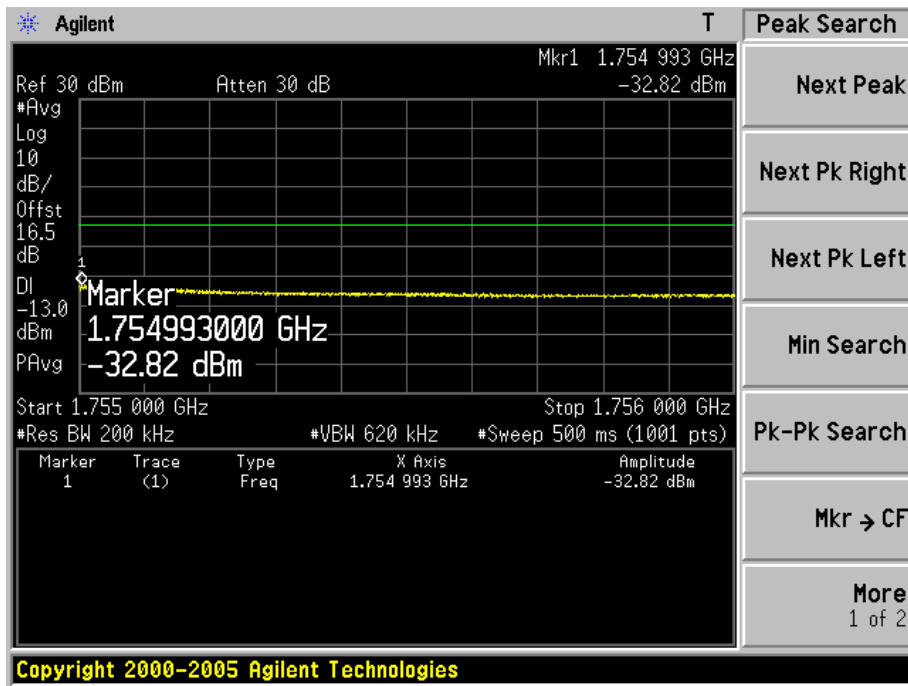 Agilent T Peak Search
Mkr1 1.754 993 GHz
Ref 30 dBm Atten 30 dB -32.82 dBm
#Avg
Log
10
dB/
Offst
16.5
dB
DI
-13.0
dBm
PAvg
1
Marker
1.754993000 GHz
-32.82 dBm
Start 1.755 000 GHz Stop 1.756 000 GHz
#Res BW 200 kHz #VBW 620 kHz #Sweep 500 ms (1001 pts)
Marker Trace Type X Axis Amplitude
1 (1) Freq 1.754 993 GHz -32.82 dBm
Next Peak
Next Pk Right
Next Pk Left
Min Search
Pk-Pk Search
Mkr → CF
More
1 of 2
Copyright 2000-2005 Agilent Technologies